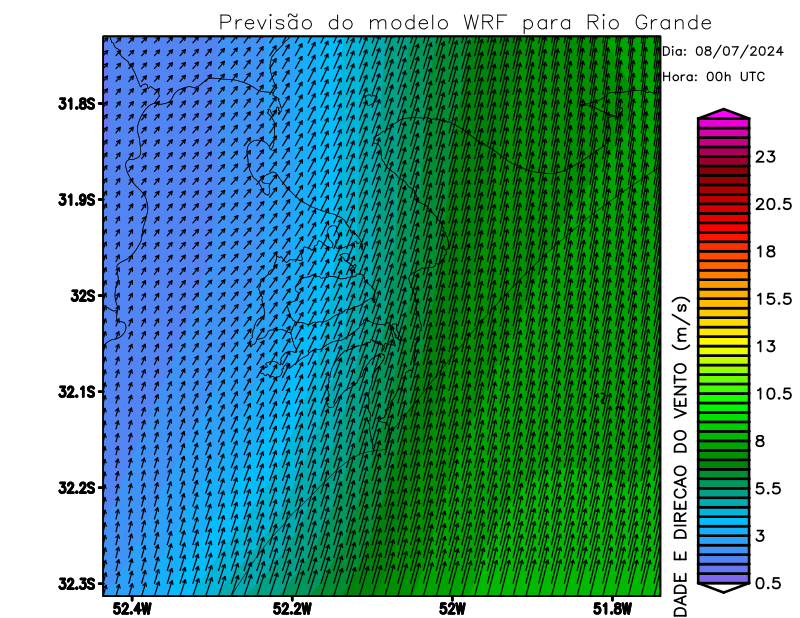 Previsão do modelo WRF para Rio Grande
Dia: 08/07/2024
Hora: 00h UTC
31.8S
31.9S
32S
32.1S
32.2S
32.3S
52.4W
52.2W
52W
51.8W
DADE E DIRECAO DO VENTO (m/s)
23
20.5
18
15.5
13
10.5
8
5.5
3
0.5